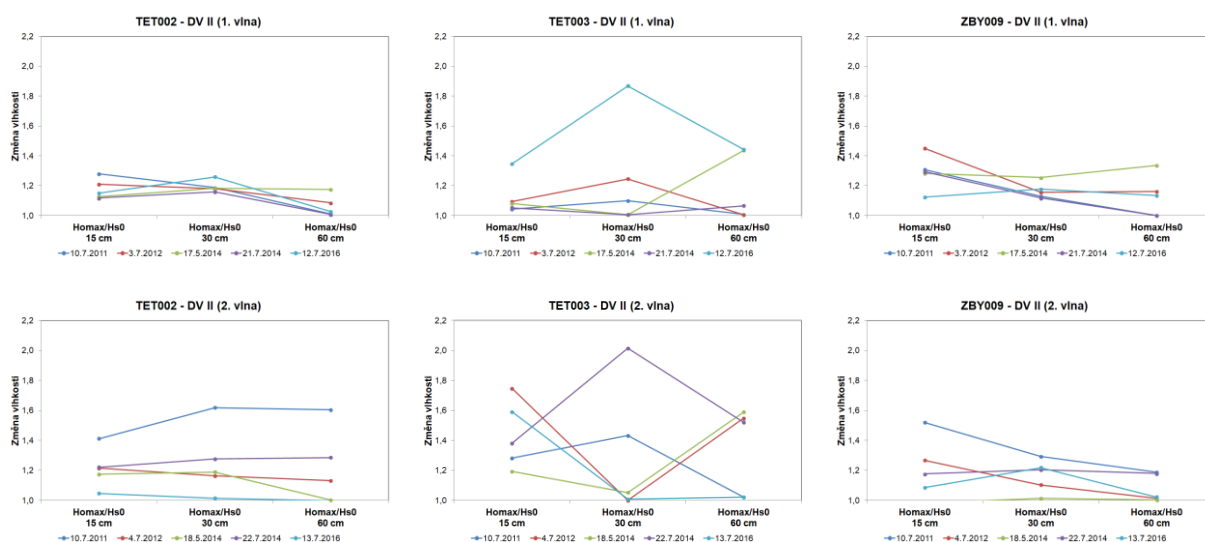 TET002 - DV II (1. vlna)
Změna vlhkosti
2,2
2,0
1,8
1,6
1,4
1,2
1,0
Homax/Hs0 Homax/Hs0 Homax/Hs0
15 cm 30 cm 60 cm
10.7.2011 3.7.2012 17.5.2014 21.7.2014 12.7.2016
TET003 - DV II (1. vlna)
Změna vlhkosti
2,2
2,0
1,8
1,6
1,4
1,2
1,0
Homax/Hs0 Homax/Hs0 Homax/Hs0
15 cm 30 cm 60 cm
10.7.2011 3.7.2012 17.5.2014 21.7.2014 12.7.2016
ZBY009 - DV II (1. vlna)
Změna vlhkosti
2,2
2,0
1,8
1,6
1,4
1,2
1,0
Homax/Hs0 Homax/Hs0 Homax/Hs0
15 cm 30 cm 60 cm
10.7.2011 3.7.2012 17.5.2014 21.7.2014 12.7.2016
TET002 - DV II (2. vlna)
Změna vlhkosti
2,2
2,0
1,8
1,6
1,4
1,2
1,0
Homax/Hs0 Homax/Hs0 Homax/Hs0
15 cm 30 cm 60 cm
10.7.2011 4.7.2012 18.5.2014 22.7.2014 13.7.2016
TET003 - DV II (2. vlna)
Změna vlhkosti
2,2
2,0
1,8
1,6
1,4
1,2
1,0
Homax/Hs0 Homax/Hs0 Homax/Hs0
15 cm 30 cm 60 cm
10.7.2011 4.7.2012 18.5.2014 22.7.2014 13.7.2016
ZBY009 - DV II (2. vlna)
Změna vlhkosti
2,2
2,0
1,8
1,6
1,4
1,2
1,0
Homax/Hs0 Homax/Hs0 Homax/Hs0
15 cm 30 cm 60 cm
10.7.2011 4.7.2012 18.5.2014 22.7.2014 13.7.2016